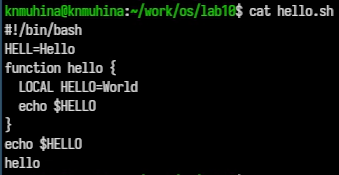 knmuhina@knmuhina:~/work/os/lab10$ cat hello.sh
#!/bin/bash
HELL=Hello
function hello {
  LOCAL HELLO=World
  echo $HELLO
}
echo $HELLO
hello